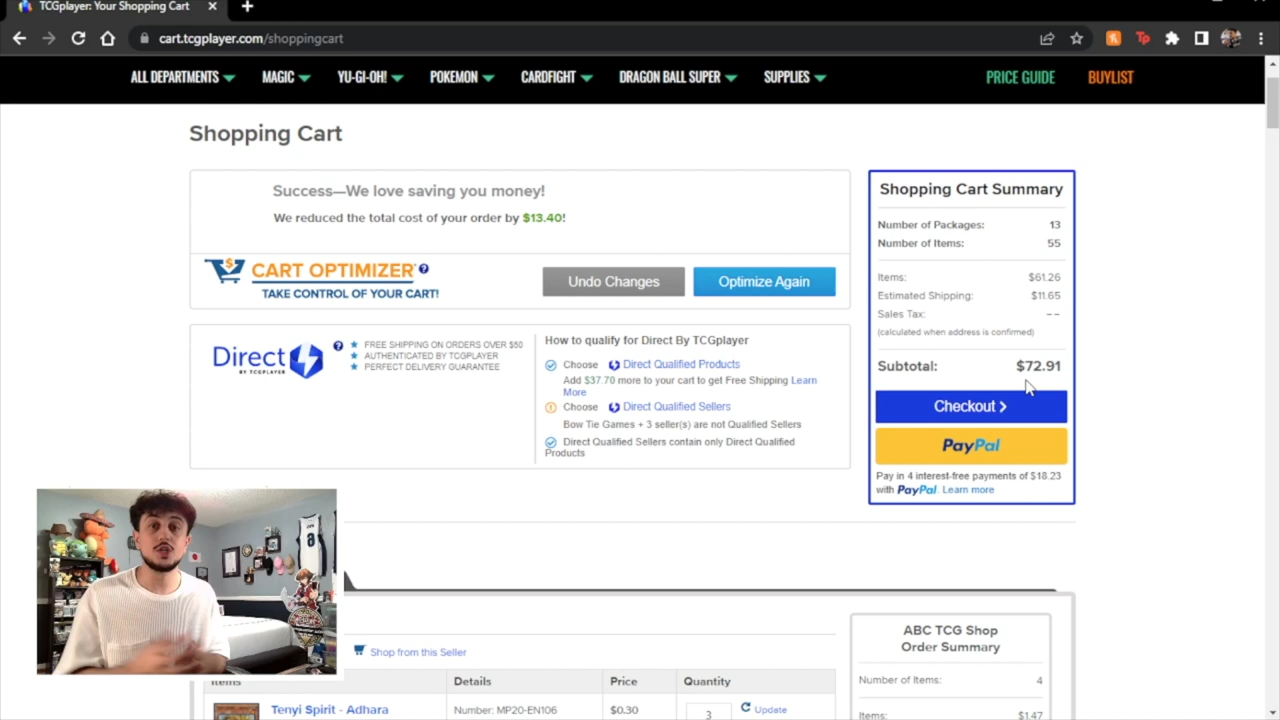 TCGplayer: Your Shopping Cart
cart.tcgplayer.com/shoppingcart
ALL DEPARTMENTS MAGIC YU-GI-OH! POKEMON CARDFIGHT DRAGON BALL SUPER SUPPLIES PRICE GUIDE BUYLIST
Shopping Cart
Success—We love saving you money!
We reduced the total cost of your order by $13.40!
CART OPTIMIZER
TAKE CONTROL OF YOUR CART!
Undo Changes
Optimize Again
Direct
BY TCGPLAYER
FREE SHIPPING ON ORDERS OVER $50
AUTHENTICATED BY TCGPLAYER
PERFECT DELIVERY GUARANTEE
How to qualify for Direct By TCGplayer
Choose Direct Qualified Products
Add $37.70 more to your cart to get Free Shipping Learn
More
Choose Direct Qualified Sellers
Bow Tie Games + 3 seller(s) are not Qualified Sellers
Direct Qualified Sellers contain only Direct Qualified
Products
Shopping Cart Summary
Number of Packages: 13
Number of Items: 55
Items: $61.26
Estimated Shipping: $11.65
Sales Tax: --
(calculated when address is confirmed)
Subtotal: $72.91
Checkout
PayPal
Pay in 4 interest-free payments of $18.23
with PayPal. Learn more
8
Shop from this Seller
Items Details Price Quantity
Tenyi Spirit - Adhara Number: MP20-EN106 $0.30 3 Update
ABC TCG Shop
Order Summary
Number of Items: 4
Items: $1.47